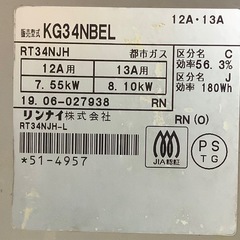 販売型式 KG34NBEL
12A・13A
RT34NJH 都市ガス
区分名 C
効率56.3%
12A用 13A用
7.55kW 8.10kW
区分名 J
効率 180Wh
19.06-027938 RN
リンナイ株式会社
RT34NJH-L
RN (O)
*51-4957
JIA認証
PS
TG